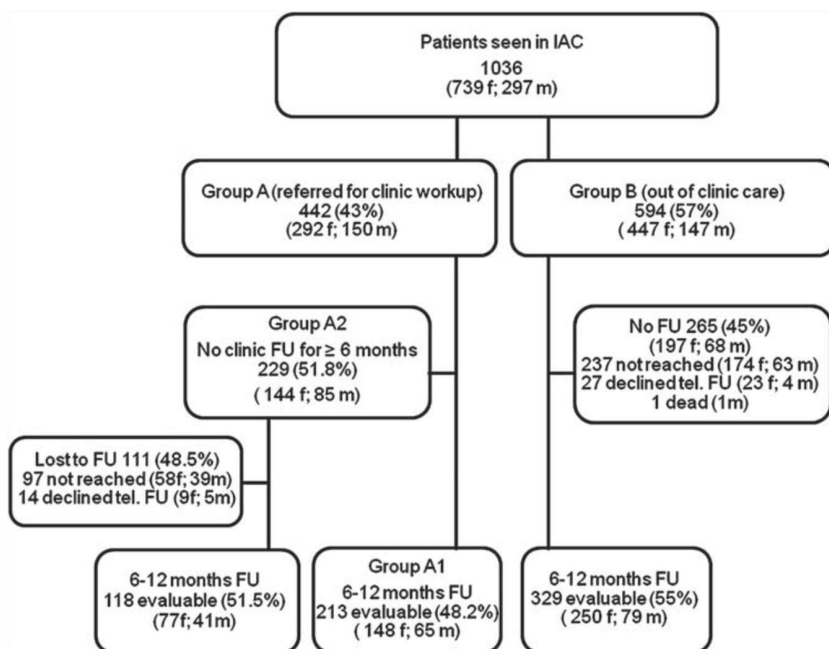 Patients seen in IAC
1036
(739 f; 297 m)
Group A (referred for clinic workup)
442 (43%)
(292 f; 150 m)
Group B (out of clinic care)
594 (57%)
( 447 f; 147 m)
Group A2
No clinic FU for ≥ 6 months
229 (51.8%)
( 144 f; 85 m)
No FU 265 (45%)
(197 f; 68 m)
237 not reached (174 f; 63 m)
27 declined tel. FU (23 f; 4 m)
1 dead (1m)
Lost to FU 111 (48.5%)
97 not reached (58f; 39m)
14 declined tel. FU (9f; 5m)
6-12 months FU
118 evaluable (51.5%)
(77f; 41m)
Group A1
6-12 months FU
213 evaluable (48.2%)
( 148 f; 65 m)
6-12 months FU
329 evaluable (55%)
( 250 f; 79 m)